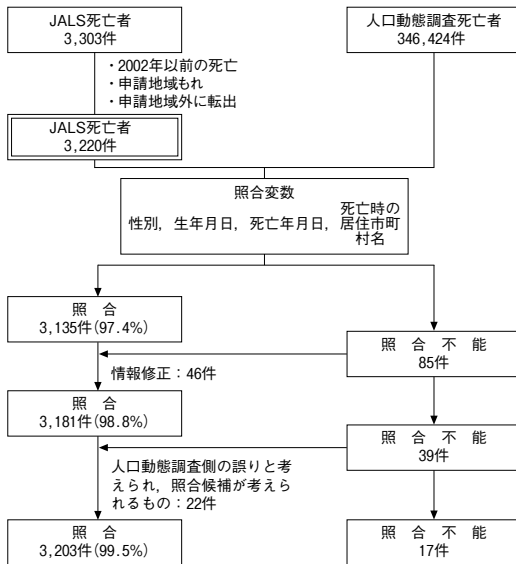 JALS死亡者
3,303件
人口動態調査死亡者
346,424件
・2002年以前の死亡
・申請地域もれ
・申請地域外に転出
JALS死亡者
3,220件
照合変数
死亡時の
性別，生年月日，死亡年月日，居住市町
村名
照　合
3,135件(97.4%)
照　合　不　能
85件
情報修正：46件
照　合
3,181件(98.8%)
照　合　不　能
39件
人口動態調査側の誤りと考
えられ，照合候補が考えら
れるもの：22件
照　合
3,203件(99.5%)
照　合　不　能
17件